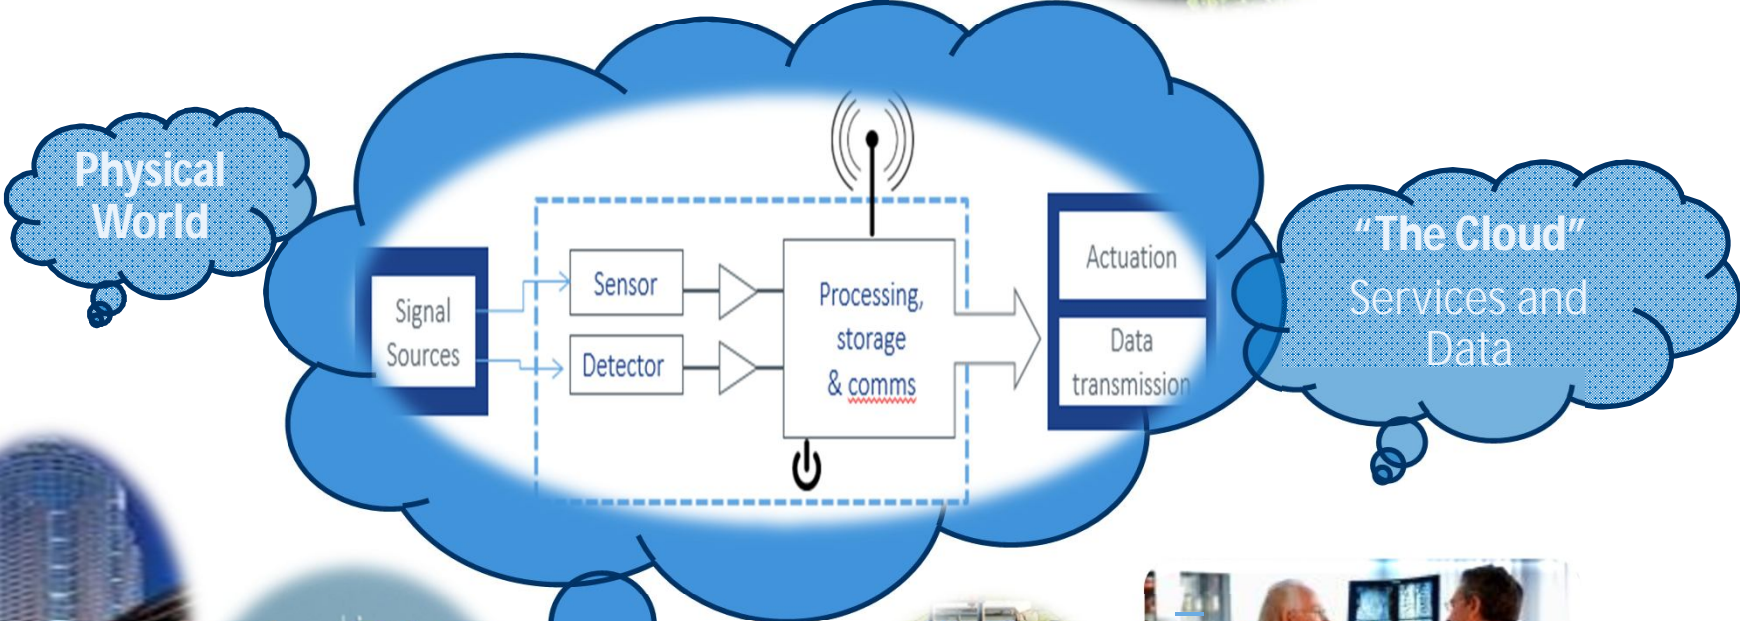 Physical
World
Signal
Sources
Sensor
Detector
Processing,
storage
& comms
Actuation
Data
transmission
“The Cloud”
Services and
Data